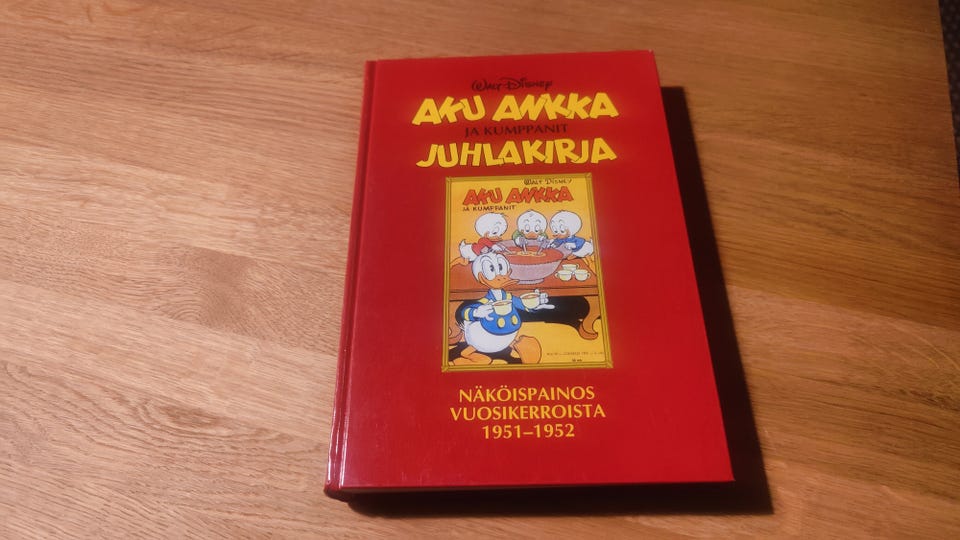 Walt Disney
AKU ANKKA
JA KUMPPANIT
JUHLAKIRJA
Walt Disney
AKU ANKKA
JA KUMPPANIT
NÄKÖISPAINOS
VUOSIKERROISTA
1951–1952